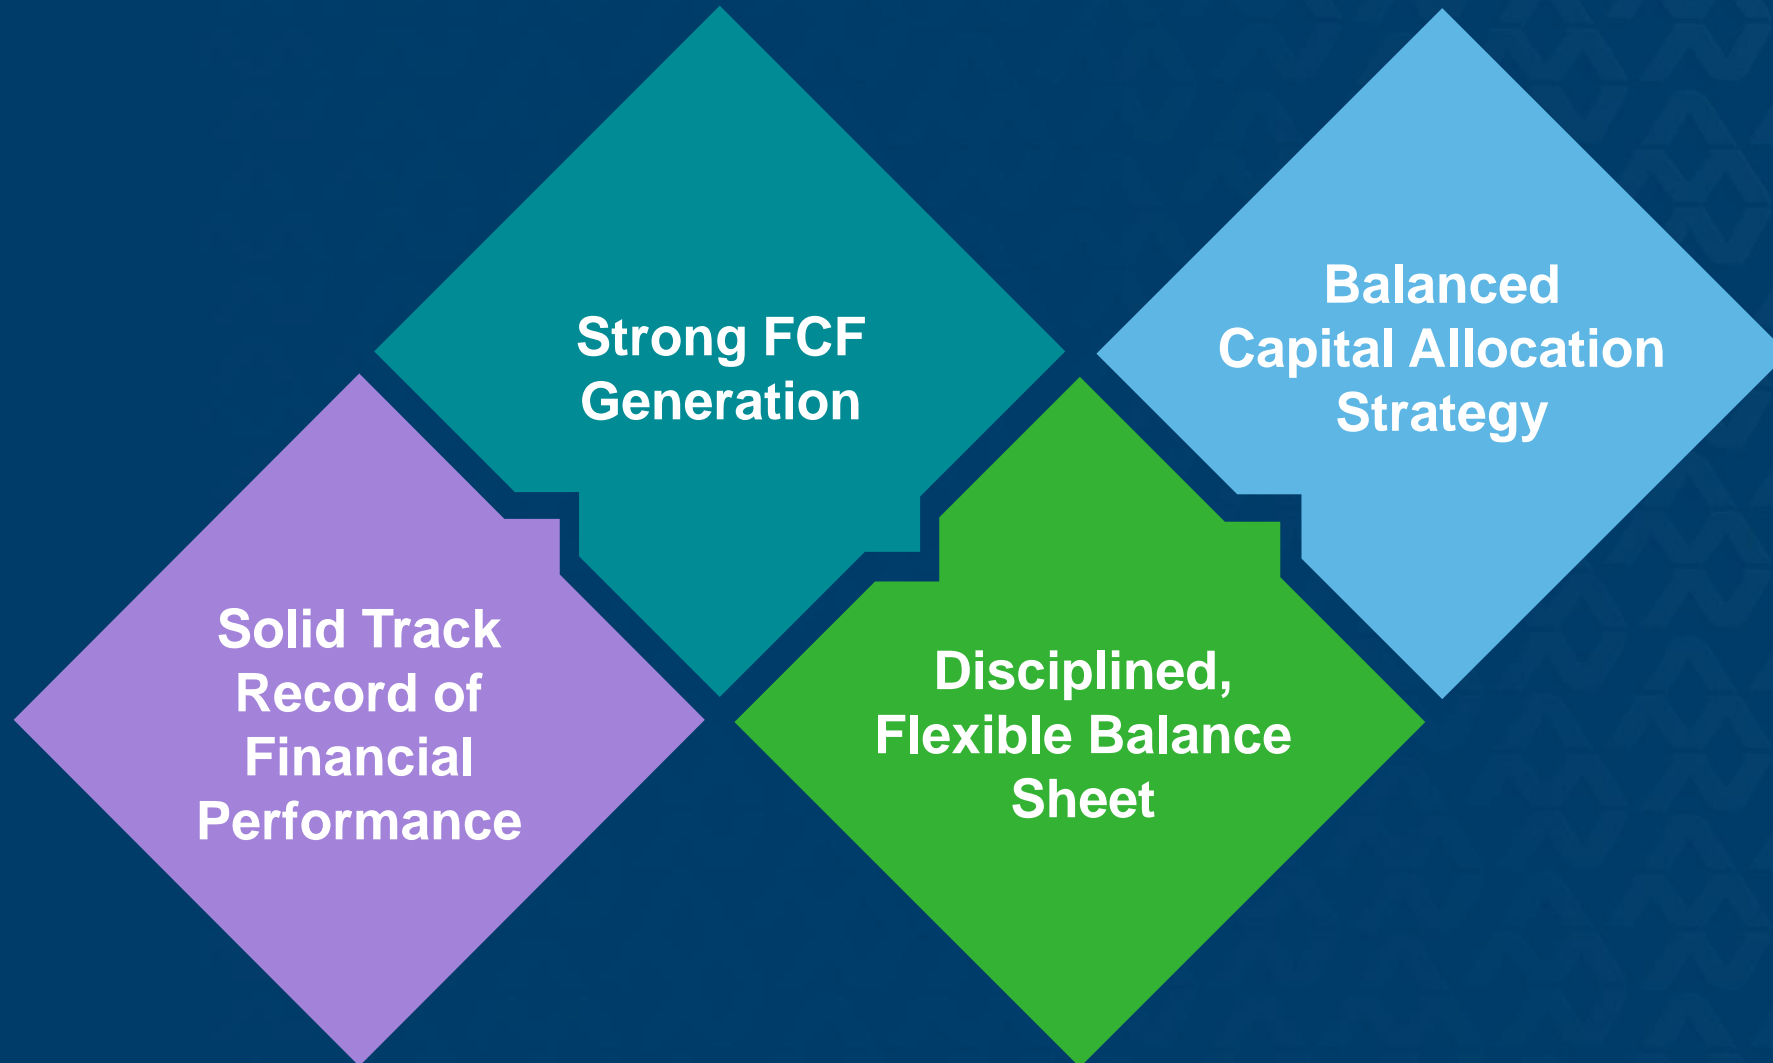 Solid Track
Record of
Financial
Performance
Strong FCF
Generation
Disciplined,
Flexible Balance
Sheet
Balanced
Capital Allocation
Strategy